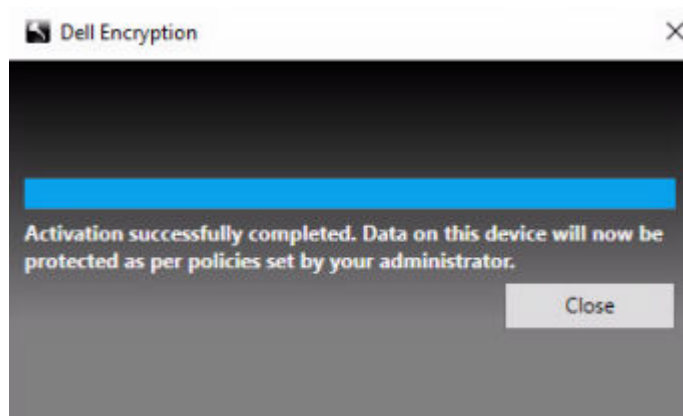 Dell Encryption
Activation successfully completed. Data on this device will now be
protected as per policies set by your administrator.
Close